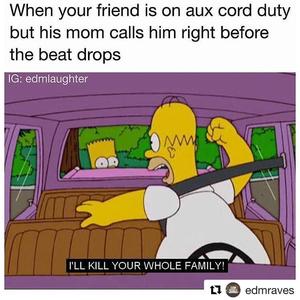 When your friend is on aux cord duty
but his mom calls him right before
the beat drops
IG: edmlaughter
I'LL KILL YOUR WHOLE FAMILY!
edmraves